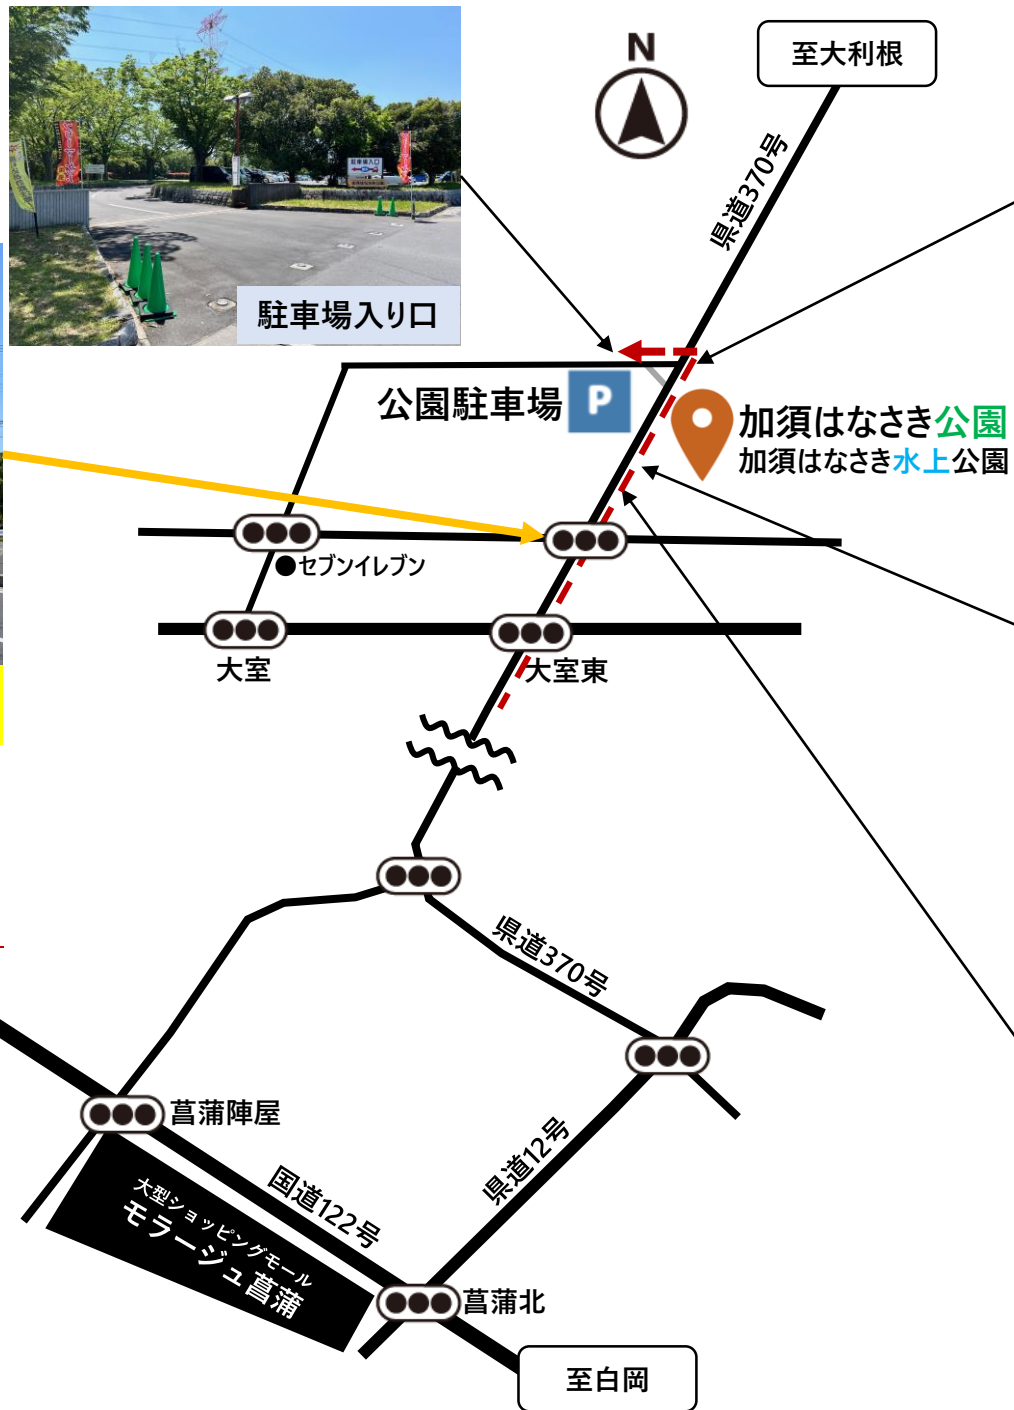 駐車場入口
駐車場入り口
N
至大利根
県道370号
公園駐車場
P
加須はなさき公園
加須はなさき水上公園
セブンイレブン
大室
大室東
県道370号
菖蒲陣屋
県道12号
国道122号
大型ショッピングモール
モラージュ菖蒲
菖蒲北
至白岡